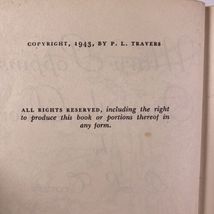 COPYRIGHT, 1943, BY P. L. TRAVERS
ALL RIGHTS RESERVED, including the right
to produce this book or portions thereof in
any form.